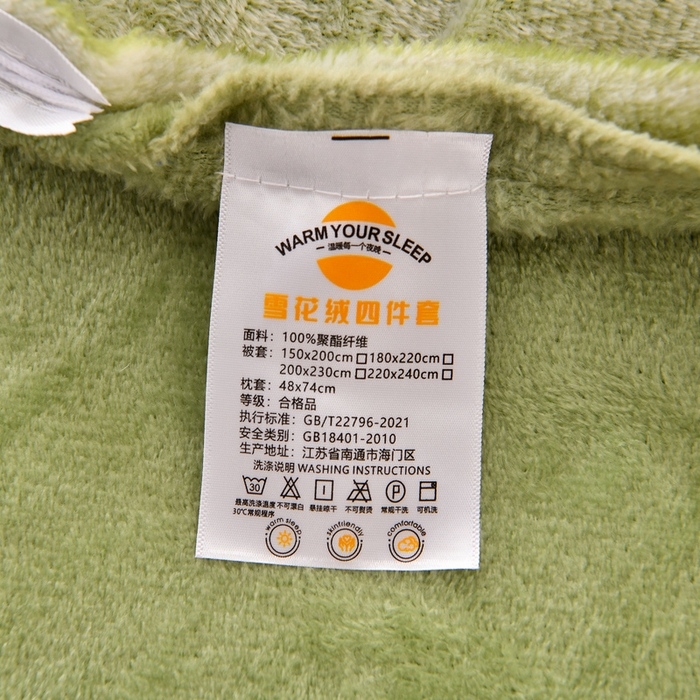 WARM YOUR SLEEP
温暖每一个夜晚
雪花绒四件套
面料：100%聚酯纤维
被套：150x200cm□180x220cm□
200x230cm□220x240cm□
枕套：48x74cm
等级：合格品
执行标准：GB/T22796-2021
安全类别：GB18401-2010
生产地址：江苏省南通市海门区
洗涤说明 WASHING INSTRUCTIONS
30 P
最高洗涤温度 不可漂白 悬挂晾干 不可熨烫 常规干洗 可机洗
30℃常规程序
warm sleep skinfriendly comfortable